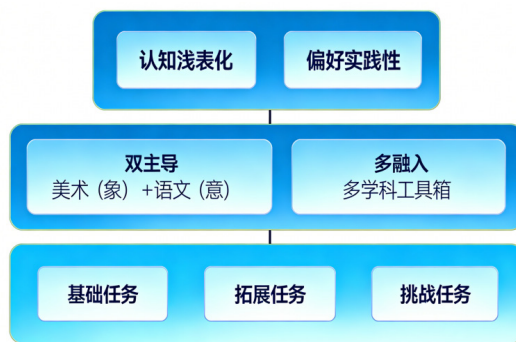 认知浅表化
偏好实践性
双主导
美术（象）+语文（意）
多融入
多学科工具箱
基础任务
拓展任务
挑战任务